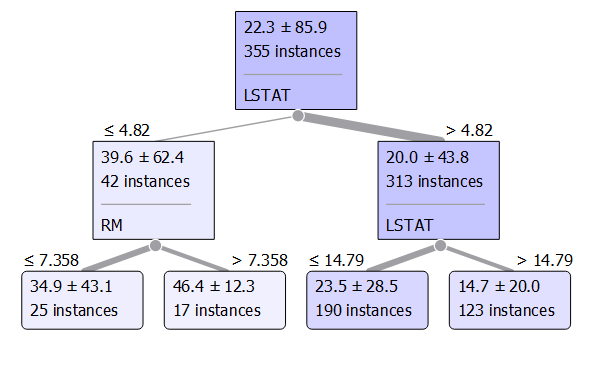 22.3 ± 85.9
355 instances
LSTAT
≤ 4.82
> 4.82
39.6 ± 62.4
42 instances
RM
20.0 ± 43.8
313 instances
LSTAT
≤ 7.358
> 7.358
≤ 14.79
> 14.79
34.9 ± 43.1
25 instances
46.4 ± 12.3
17 instances
23.5 ± 28.5
190 instances
14.7 ± 20.0
123 instances